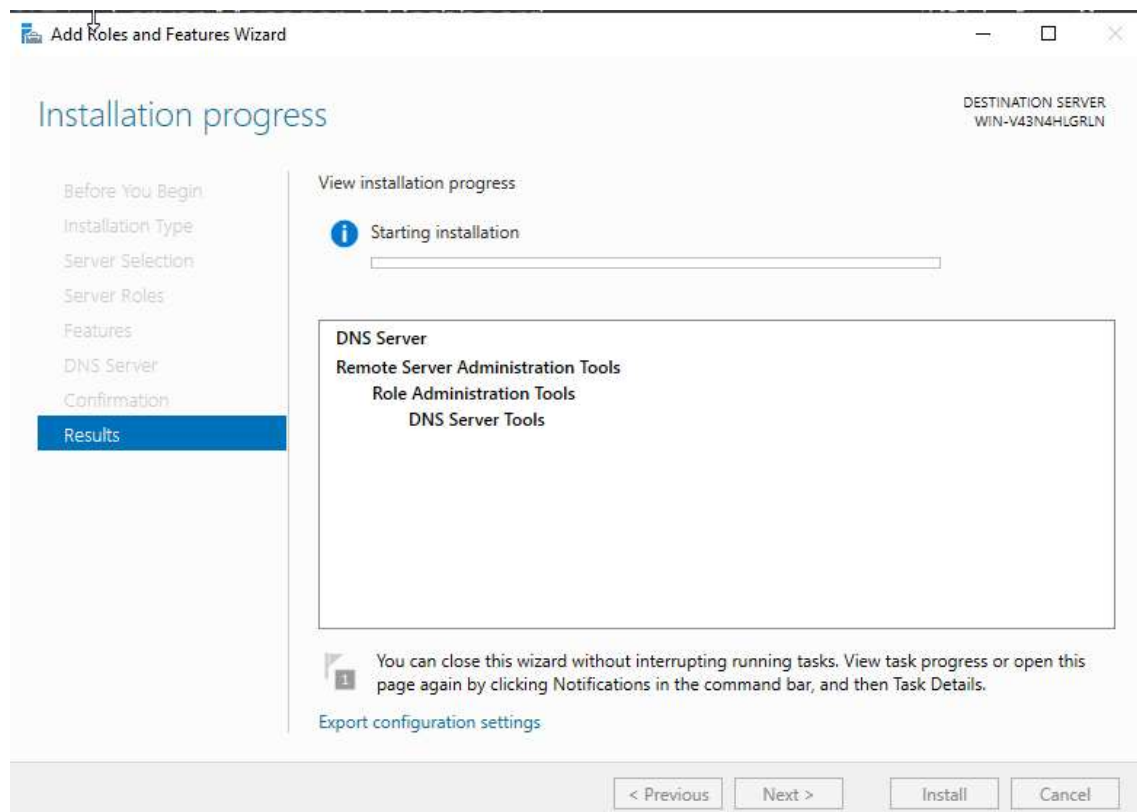 Add Roles and Features Wizard
Installation progress
DESTINATION SERVER
WIN-V43N4HLGRLN
Before You Begin
Installation Type
Server Selection
Server Roles
Features
DNS Server
Confirmation
Results
View installation progress
Starting installation
DNS Server
Remote Server Administration Tools
Role Administration Tools
DNS Server Tools
1
You can close this wizard without interrupting running tasks. View task progress or open this
page again by clicking Notifications in the command bar, and then Task Details.
Export configuration settings
< Previous
Next >
Install
Cancel